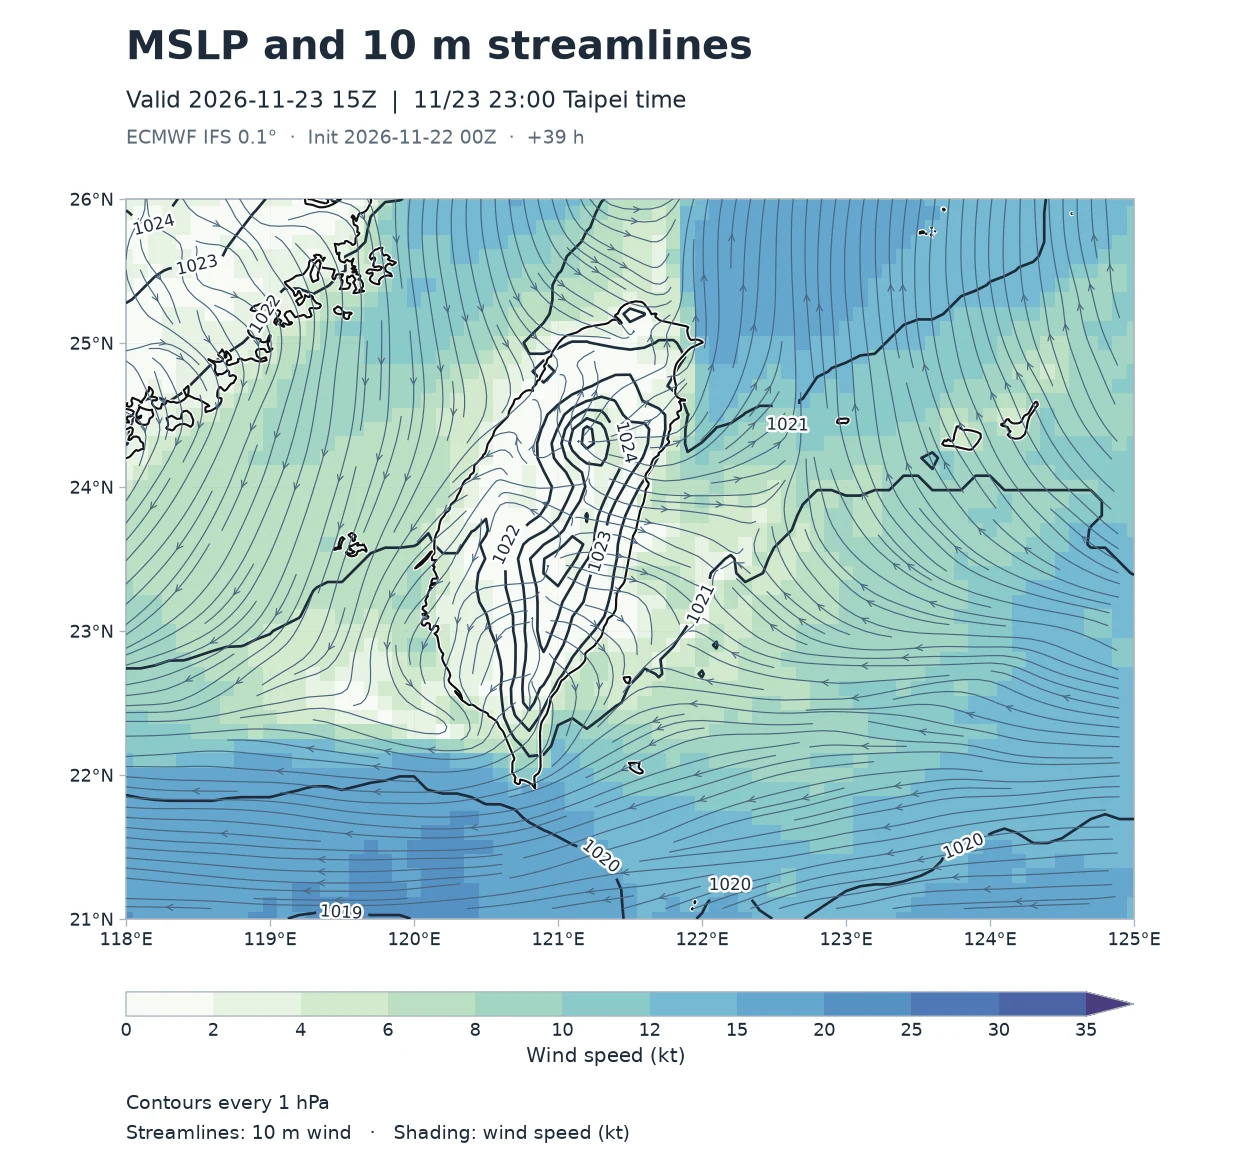 MSLP and 10 m streamlines
Valid 2026-11-23 15Z | 11/23 23:00 Taipei time
ECMWF IFS 0.1° · Init 2026-11-22 00Z · +39 h
26°N
1024
1023
1022
25°N
1021
1024
24°N
1022
1023
1021
23°N
22°N
1020
1020
1020
1019
21°N
118°E 119°E 120°E 121°E 122°E 123°E 124°E 125°E
0 2 4 6 8 10 12 15 20 25 30 35
Wind speed (kt)
Contours every 1 hPa
Streamlines: 10 m wind · Shading: wind speed (kt)